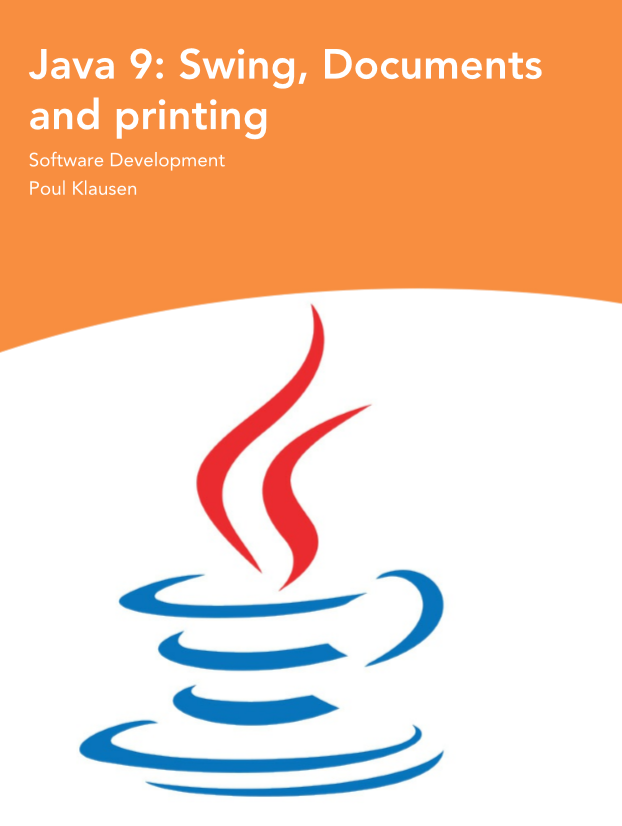 Java 9: Swing, Documents
and printing
Software Development
Poul Klausen